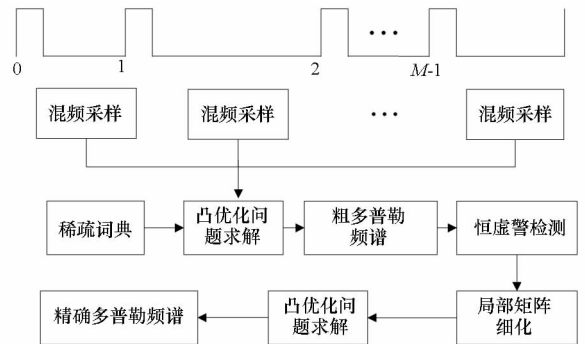 0 1 2 M-1
混频采样 混频采样 … 混频采样
稀疏词典
凸优化问
题求解
粗多普勒
频谱
恒虚警检测
精确多普勒频谱
凸优化问
题求解
局部矩阵
细化